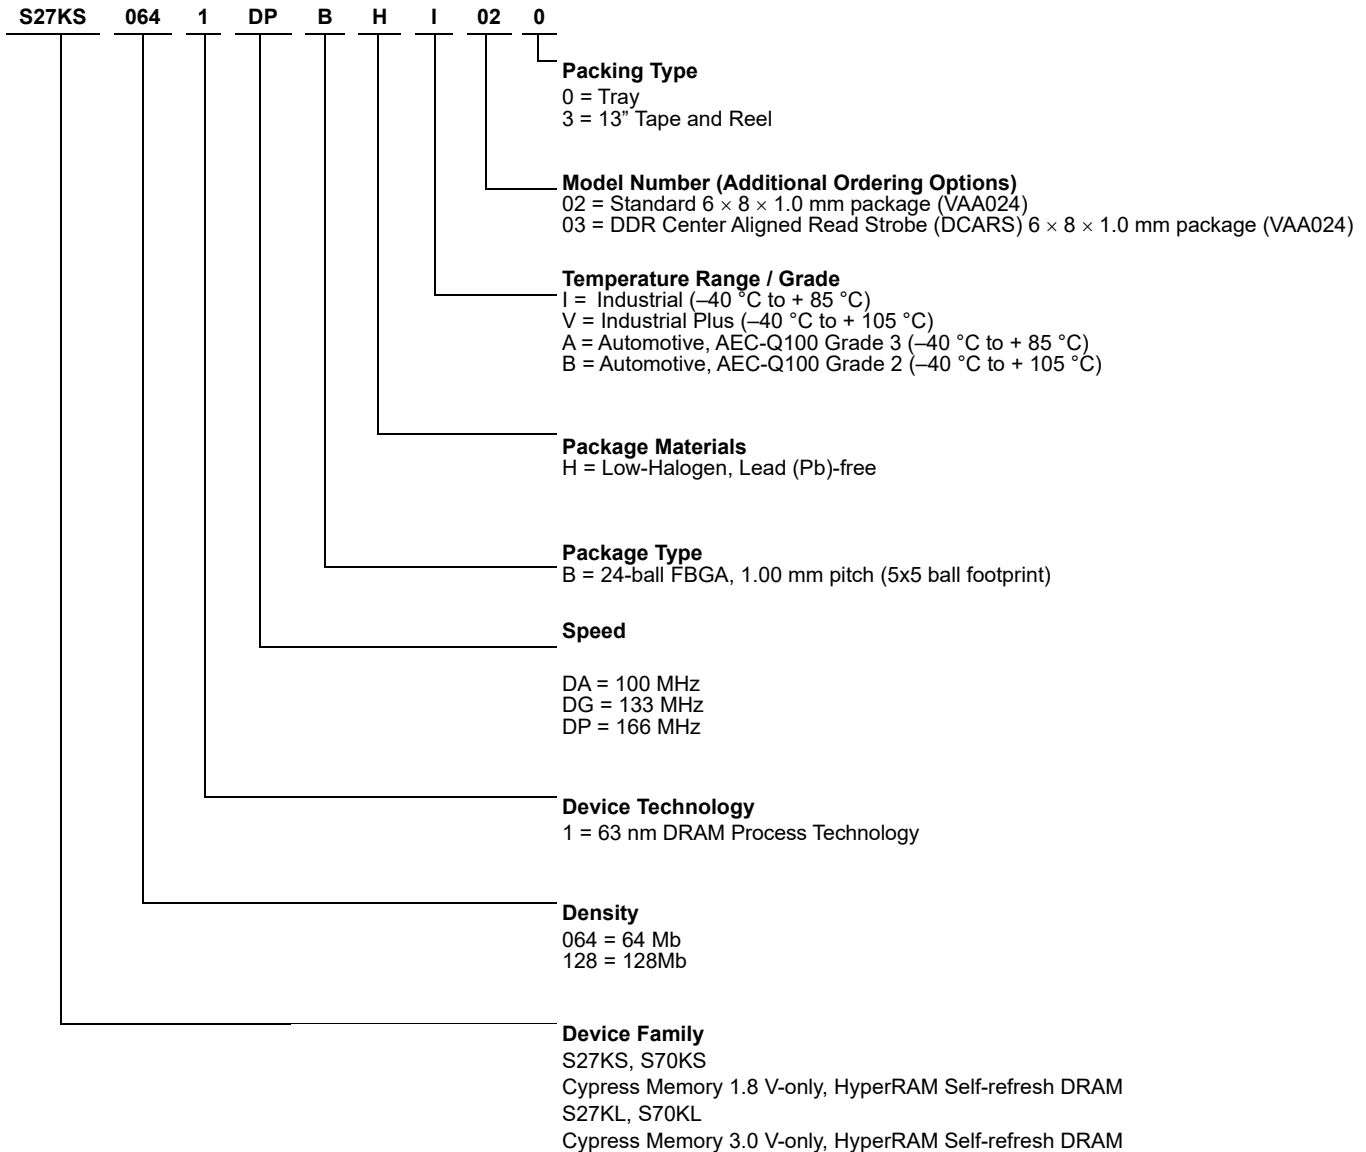 S27KS 064 1 DP B H I 02 0
Packing Type
0 = Tray
3 = 13” Tape and Reel
Model Number (Additional Ordering Options)
02 = Standard 6 × 8 × 1.0 mm package (VAA024)
03 = DDR Center Aligned Read Strobe (DCARS) 6 × 8 × 1.0 mm package (VAA024)
Temperature Range / Grade
I = Industrial (–40 °C to + 85 °C)
V = Industrial Plus (–40 °C to + 105 °C)
A = Automotive, AEC-Q100 Grade 3 (–40 °C to + 85 °C)
B = Automotive, AEC-Q100 Grade 2 (–40 °C to + 105 °C)
Package Materials
H = Low-Halogen, Lead (Pb)-free
Package Type
B = 24-ball FBGA, 1.00 mm pitch (5x5 ball footprint)
Speed
DA = 100 MHz
DG = 133 MHz
DP = 166 MHz
Device Technology
1 = 63 nm DRAM Process Technology
Density
064 = 64 Mb
128 = 128Mb
Device Family
S27KS, S70KS
Cypress Memory 1.8 V-only, HyperRAM Self-refresh DRAM
S27KL, S70KL
Cypress Memory 3.0 V-only, HyperRAM Self-refresh DRAM